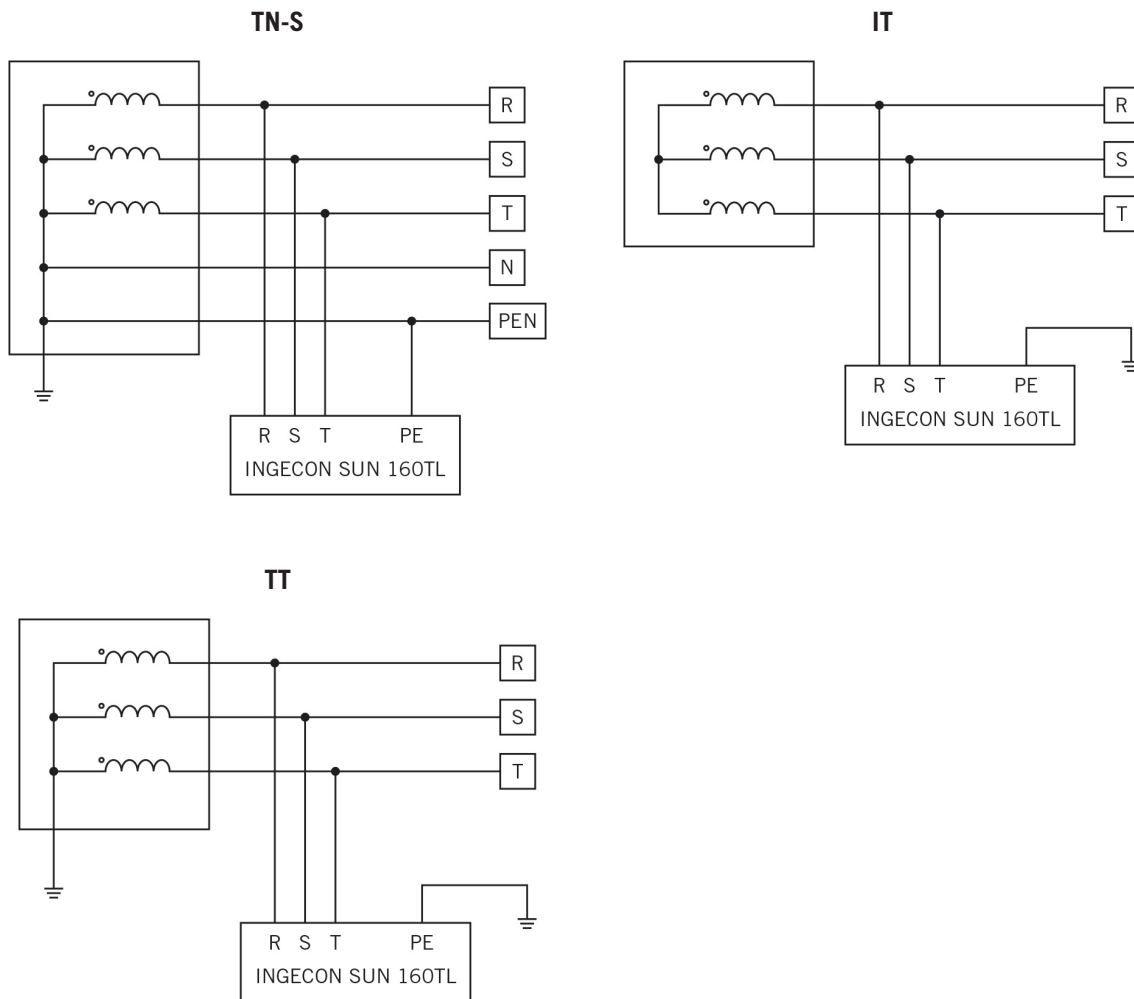 TN-S
R
S
T
N
PEN
R S T PE
INGECON SUN 160TL
IT
R
S
T
R S T PE
INGECON SUN 160TL
TT
R
S
T
R S T PE
INGECON SUN 160TL